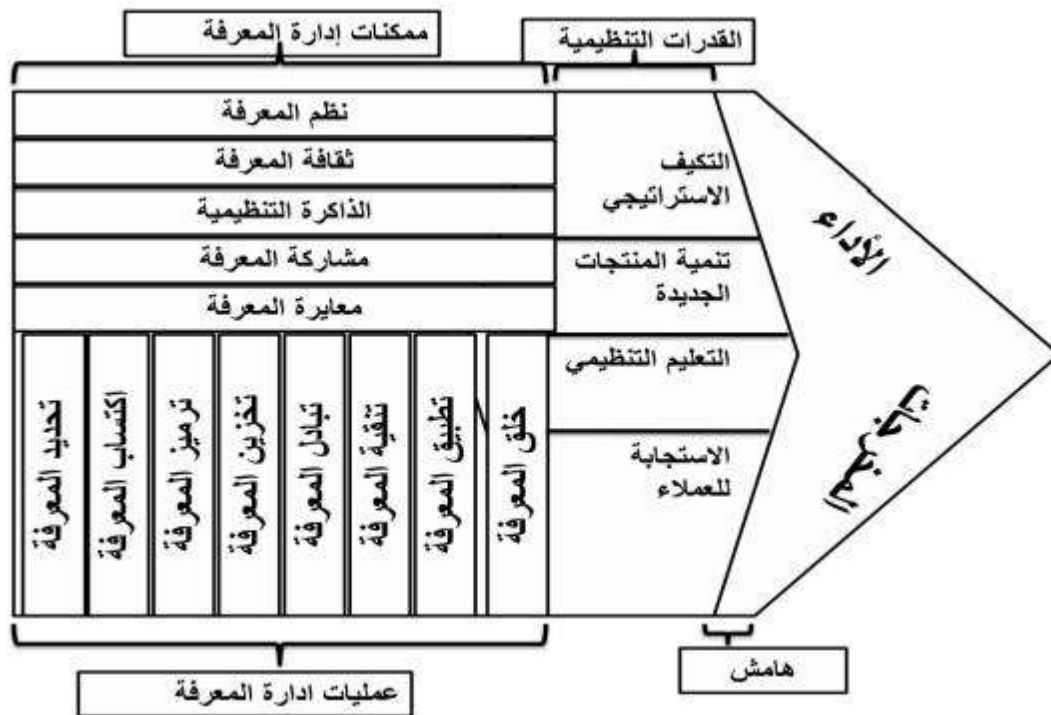 ممكنات إدارة المعرفة
القدرات التنظيمية
نظم المعرفة
ثقافة المعرفة
الذاكرة التنظيمية
مشاركة المعرفة
معايرة المعرفة
التكيف
الاستراتيجي
تنمية المنتجات
الجديدة
التعليم التنظيمي
الاستجابة
للعملاء
الأداء
المخرجات
تحديد المعرفة
اكتساب المعرفة
ترميز المعرفة
تخزين المعرفة
تبادل المعرفة
تنقية المعرفة
تطبيق المعرفة
خلق المعرفة
هامش
عمليات ادارة المعرفة